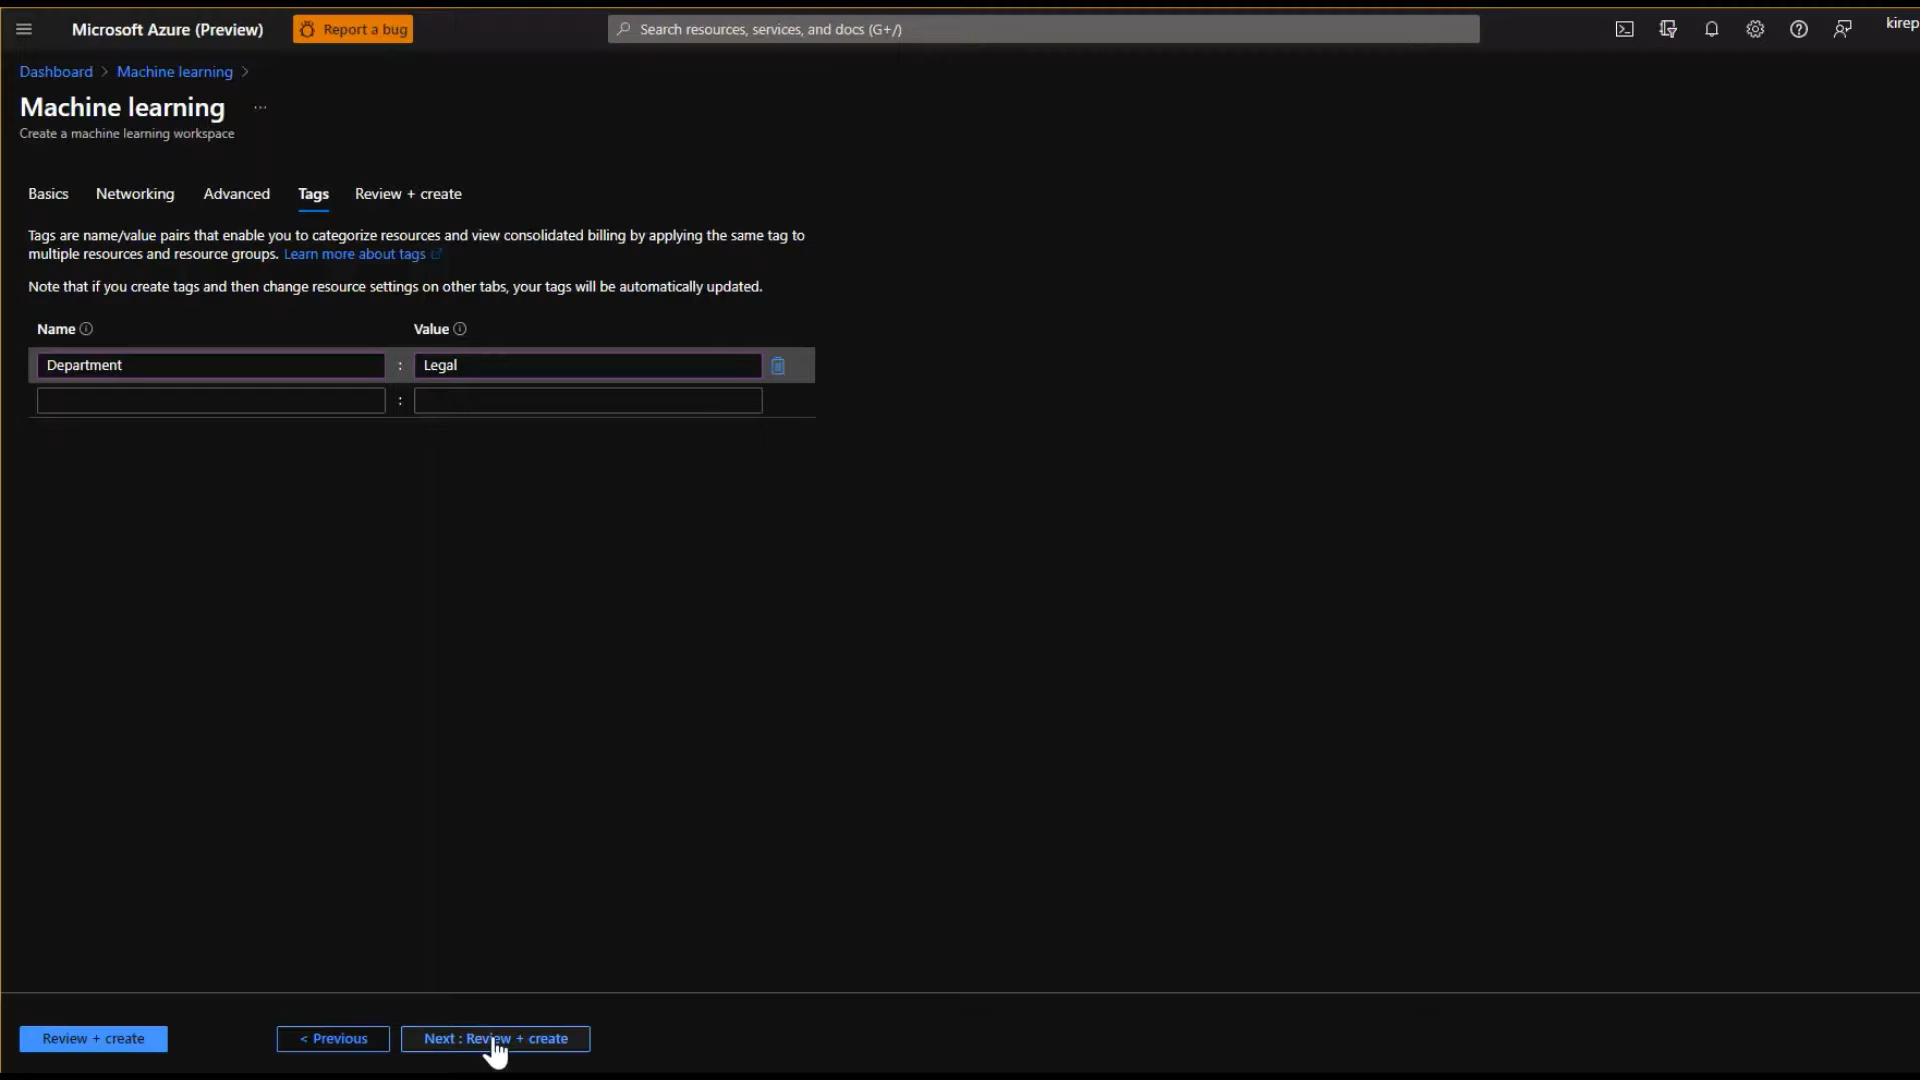 Microsoft Azure (Preview)
Report a bug
Search resources, services, and docs (G+/)
kirep
Dashboard > Machine learning >
Machine learning ...
Create a machine learning workspace
Basics Networking Advanced Tags Review + create
Tags are name/value pairs that enable you to categorize resources and view consolidated billing by applying the same tag to
multiple resources and resource groups. Learn more about tags
Note that if you create tags and then change resource settings on other tabs, your tags will be automatically updated.
Name Value
Department : Legal
:
Review + create < Previous Next : Review + create